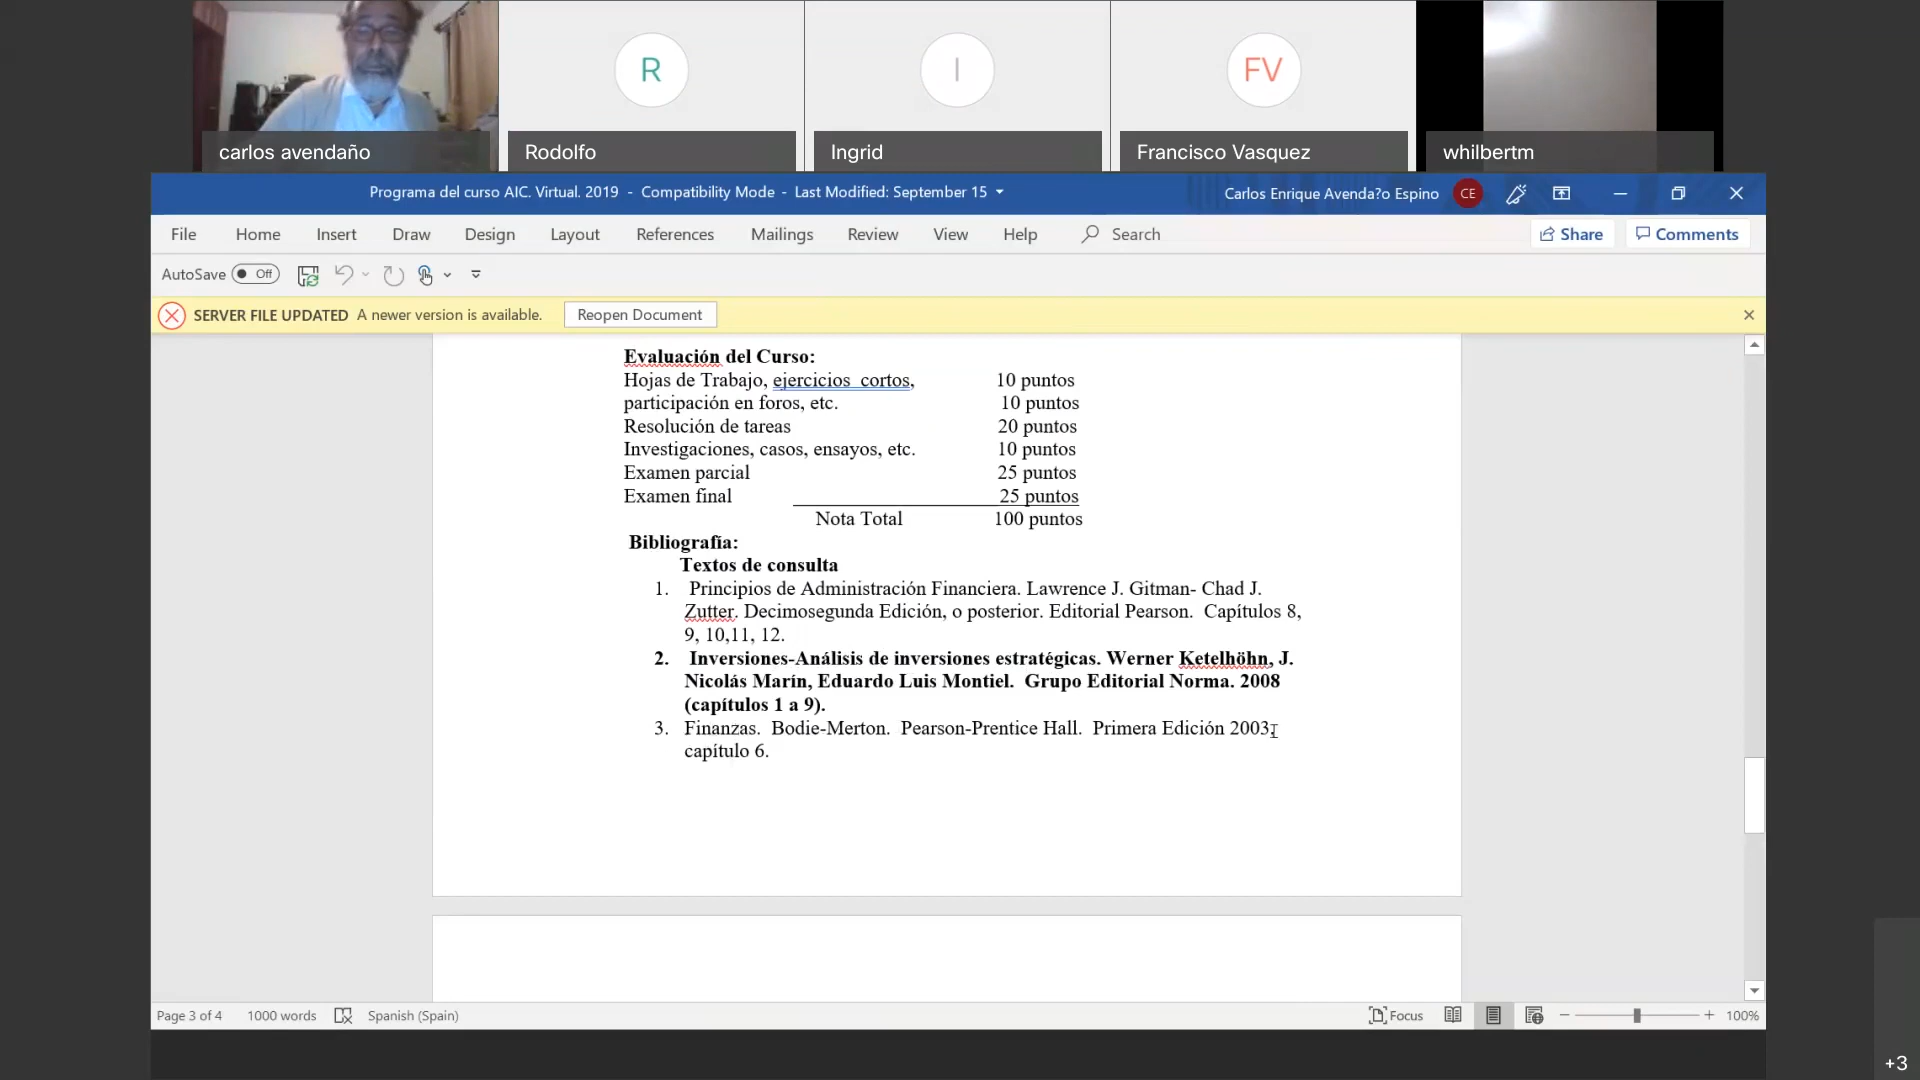 R
I
FV
carlos avendaño
Rodolfo
Ingrid
Francisco Vasquez
whilbertm
Programa del curso AIC. Virtual. 2019 - Compatibility Mode - Last Modified: September 15
Carlos Enrique Avenda?o Espino
CE
File Home Insert Draw Design Layout References Mailings Review View Help Search Share Comments
AutoSave Off
SERVER FILE UPDATED A newer version is available. Reopen Document
Evaluación del Curso:
Hojas de Trabajo, ejercicios cortos, 10 puntos
participación en foros, etc. 10 puntos
Resolución de tareas 20 puntos
Investigaciones, casos, ensayos, etc. 10 puntos
Examen parcial 25 puntos
Examen final 25 puntos
Nota Total 100 puntos
Bibliografía:
Textos de consulta
1. Principios de Administración Financiera. Lawrence J. Gitman- Chad J.
Zutter. Decimosegunda Edición, o posterior. Editorial Pearson. Capítulos 8,
9, 10,11, 12.
2. Inversiones-Análisis de inversiones estratégicas. Werner Ketelhöhn, J.
Nicolás Marín, Eduardo Luis Montiel. Grupo Editorial Norma. 2008
(capítulos 1 a 9).
3. Finanzas. Bodie-Merton. Pearson-Prentice Hall. Primera Edición 2003,
capítulo 6.
Page 3 of 4 1000 words Spanish (Spain) Focus 100%
+3